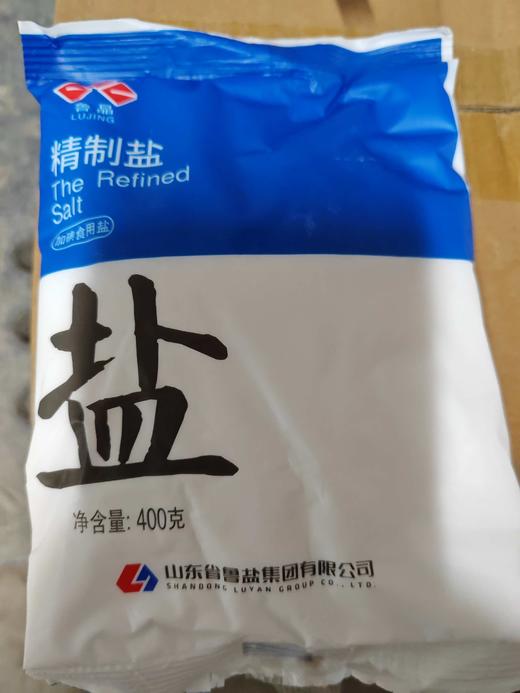 鲁晶
LUJING
精制盐
The Refined
Salt
加碘食用盐
盐
净含量: 400克
山东省鲁盐集团有限公司
SHANDONG LUYAN GROUP CO., LTD.